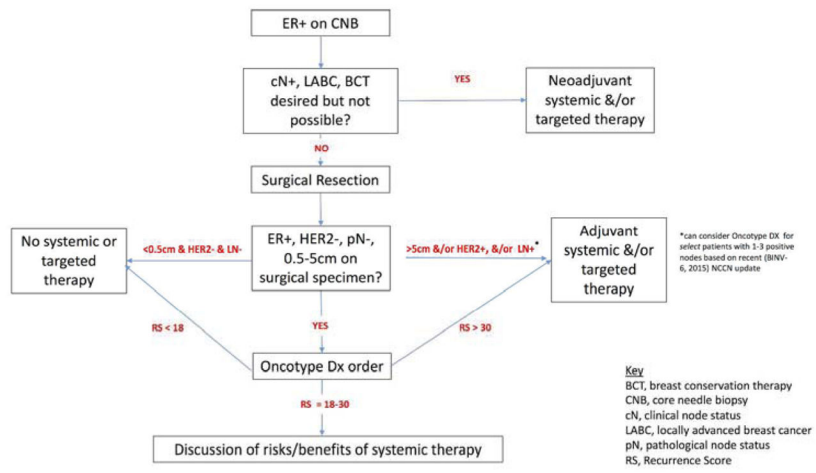 ER+ on CNB
cN+, LABC, BCT
desired but not
possible?
YES
Neoadjuvant
systemic &/or
targeted therapy
NO
Surgical Resection
No systemic or
targeted
therapy
<0.5cm & HER2- & LN-
ER+, HER2-, pN-,
0.5-5cm on
surgical specimen?
>5cm &/or HER2+, &/or LN+*
Adjuvant
systemic &/or
targeted
therapy
*can consider Oncotype DX for
select patients with 1-3 positive
nodes based on recent (BINV-
6, 2015) NCCN update
RS < 18
YES
RS > 30
Oncotype Dx order
RS = 18-30
Discussion of risks/benefits of systemic therapy
Key
BCT, breast conservation therapy
CNB, core needle biopsy
cN, clinical node status
LABC, locally advanced breast cancer
pN, pathological node status
RS, Recurrence Score